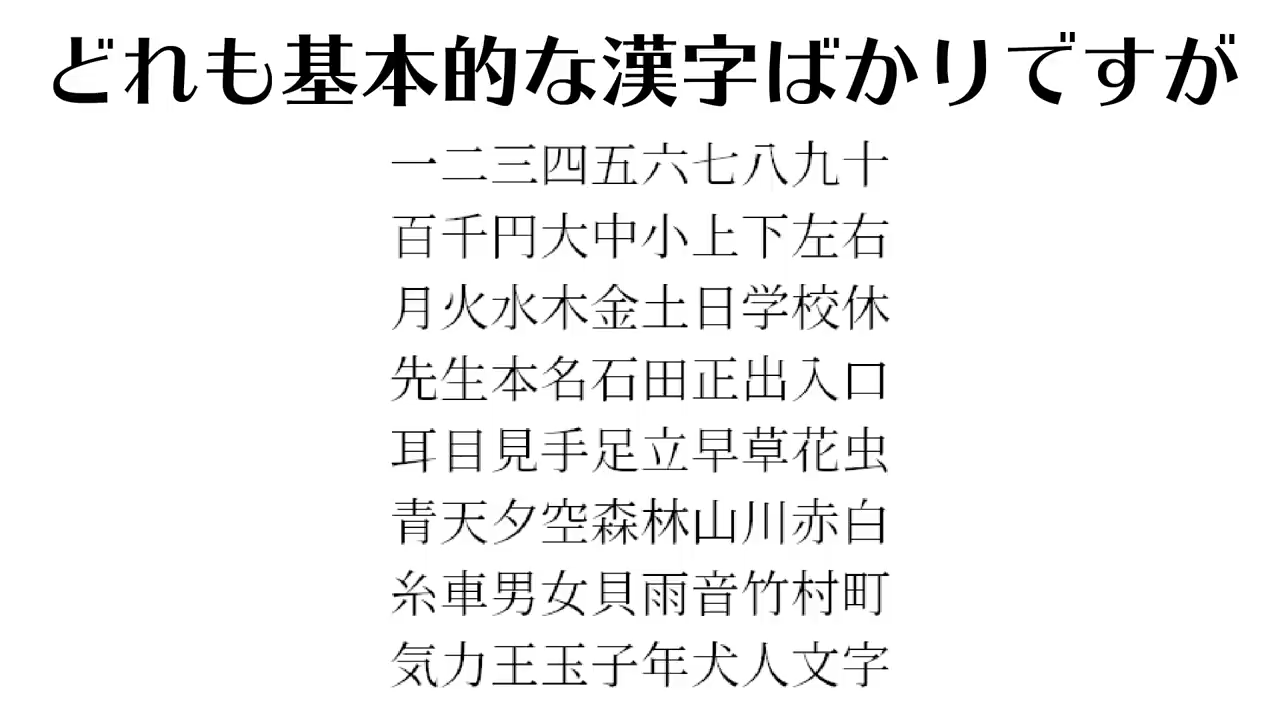 どれも基本的な漢字ばかりですが
一二三四五六七八九十
百千円大中小上下左右
月火水木金土日学校休
先生本名石田正出入口
耳目見手足立早草花虫
青天夕空森林山川赤白
糸車男女貝雨音竹村町
気力王玉子年犬人文字